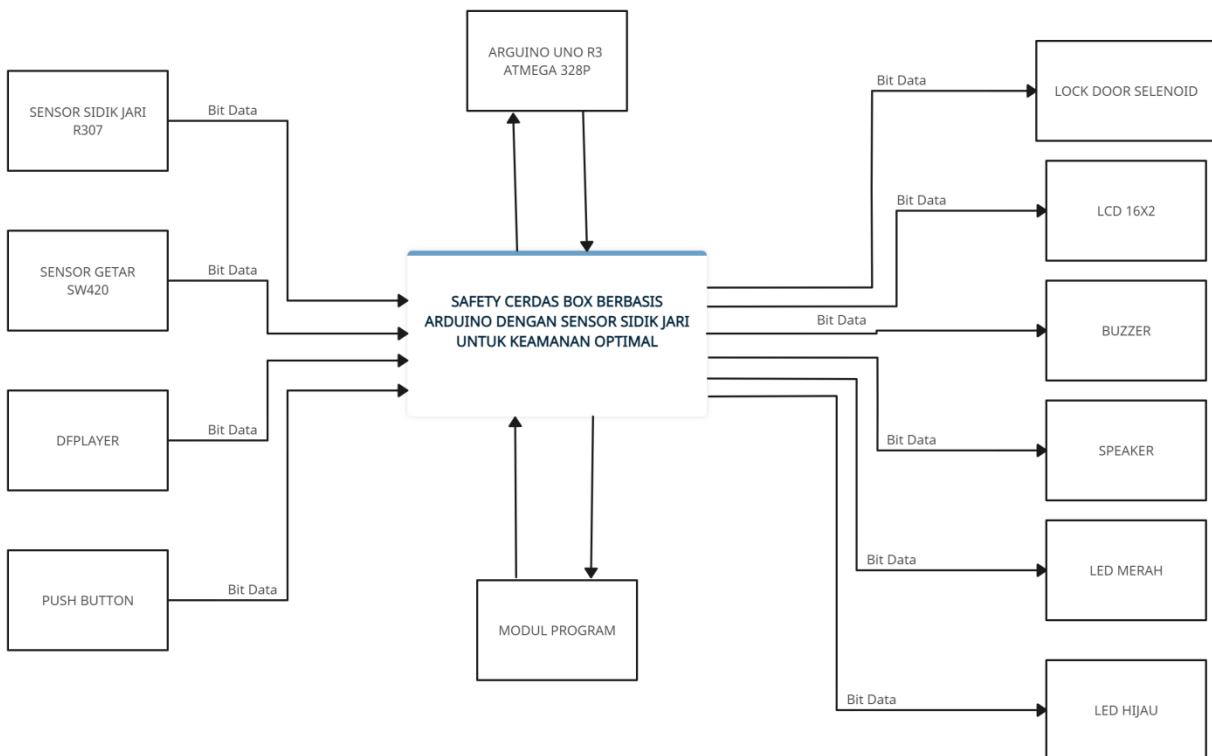 ARGUINO UNO R3
ATMEGA 328P
SENSOR SIDIK JARI
R307
Bit Data
Bit Data
LOCK DOOR SELENOID
Bit Data
LCD 16X2
SENSOR GETAR
SW420
Bit Data
SAFETY CERDAS BOX BERBASIS
ARDUINO DENGAN SENSOR SIDIK JARI
UNTUK KEAMANAN OPTIMAL
Bit Data
BUZZER
DFPLAYER
Bit Data
Bit Data
SPEAKER
PUSH BUTTON
Bit Data
MODUL PROGRAM
Bit Data
LED MERAH
Bit Data
LED HIJAU